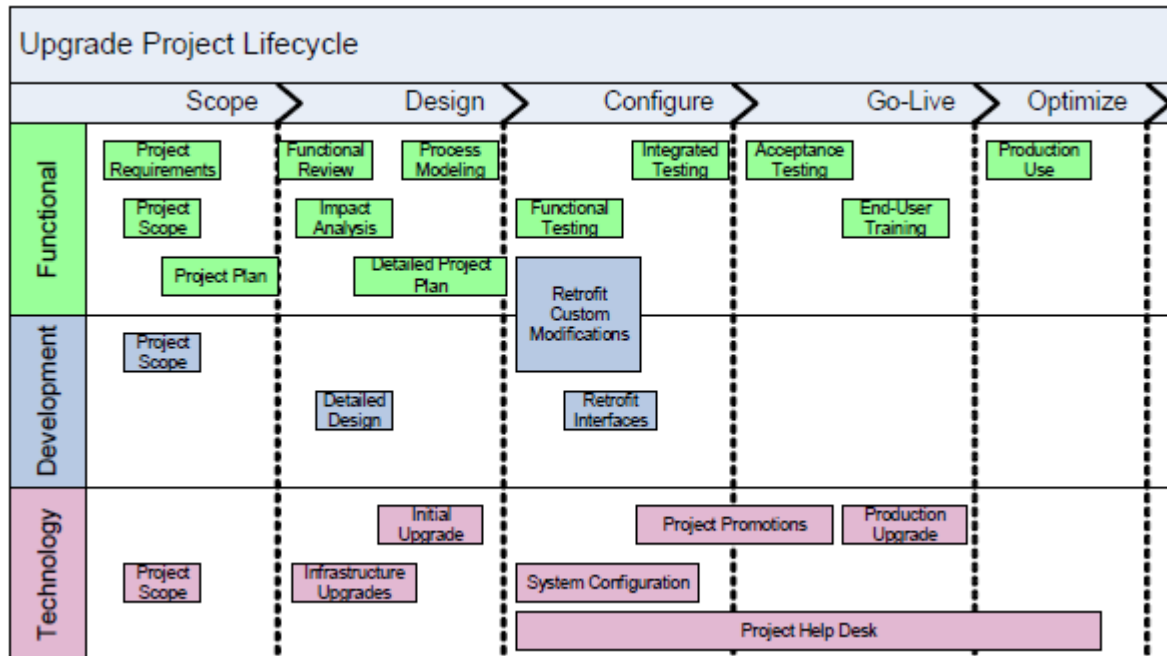 Upgrade Project Lifecycle
Scope
Design
Configure
Go-Live
Optimize
Functional
Project
Requirements
Functional
Review
Process
Modeling
Integrated
Testing
Acceptance
Testing
Production
Use
Project
Scope
Impact
Analysis
Functional
Testing
End-User
Training
Project Plan
Detailed Project
Plan
Retrofit
Custom
Modifications
Development
Project
Scope
Detailed
Design
Retrofit
Interfaces
Technology
Initial
Upgrade
Project Promotions
Production
Upgrade
Project
Scope
Infrastructure
Upgrades
System Configuration
Project Help Desk